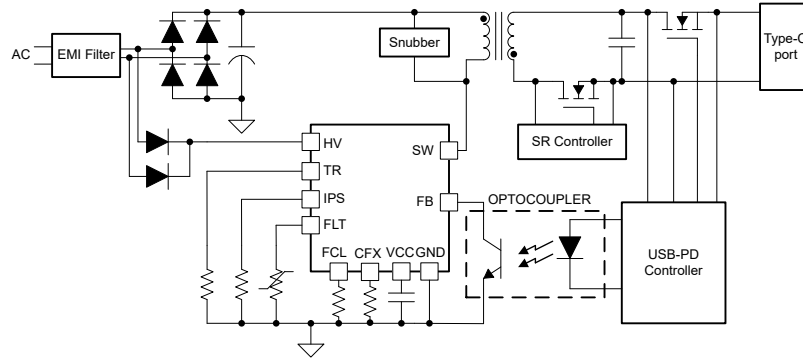 AC
EMI Filter
Snubber
Type-C
port
SR Controller
HV
TR
IPS
FLT
SW
FB
FCL
CFX
VCC
GND
OPTOCOUPLER
USB-PD
Controller